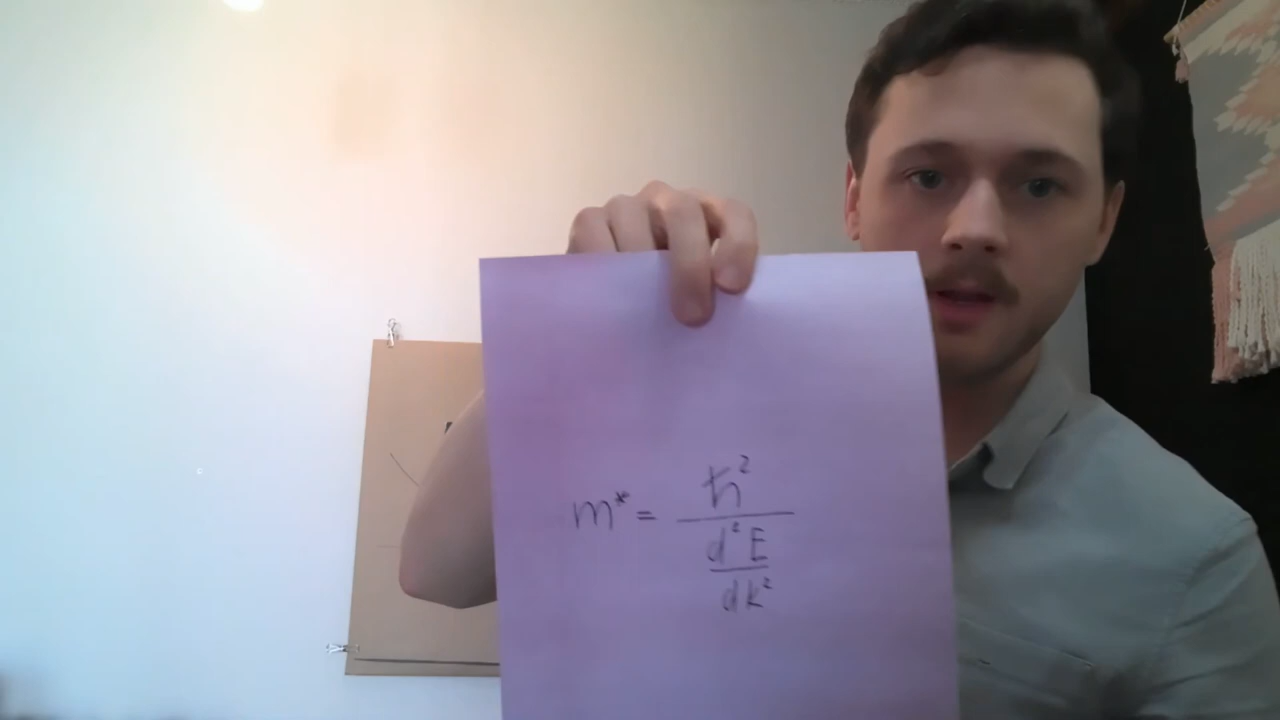 m* = ħ²
d²E
dk²